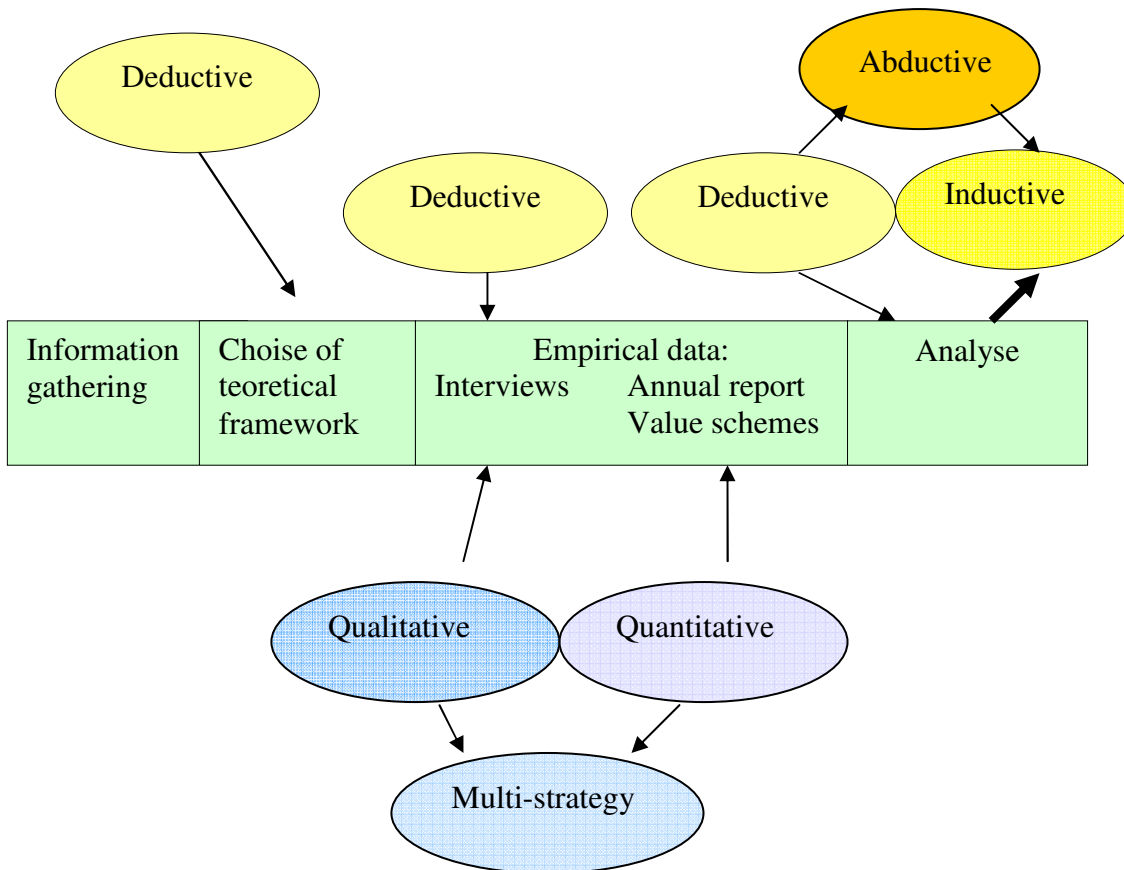 Abductive
Deductive
Deductive
Deductive
Inductive
Information
gathering
Choise of
teoretical
framework
Empirical data:
Interviews
Annual report
Value schemes
Analyse
Qualitative
Quantitative
Multi-strategy